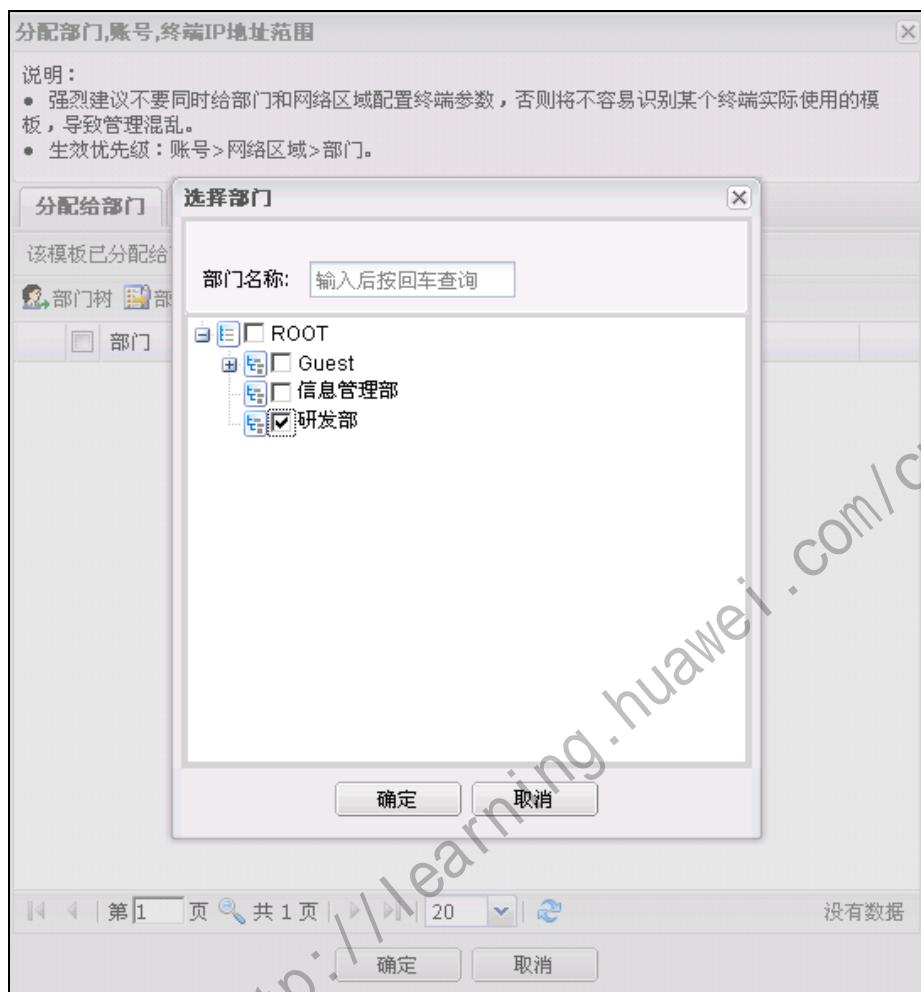 分配部门,账号,终端IP地址范围
说明：
● 强烈建议不要同时给部门和网络区域配置终端参数，否则将不容易识别某个终端实际使用的模
板，导致管理混乱。
● 生效优先级：账号>网络区域>部门。
分配给部门
选择部门
该模板已分配给
部门名称:
输入后按回车查询
部门树 部
部门
ROOT
Guest
信息管理部
研发部
确定 取消
第 1 页 共 1 页 20 没有数据
确定 取消
tp://learning.huawei.com/c